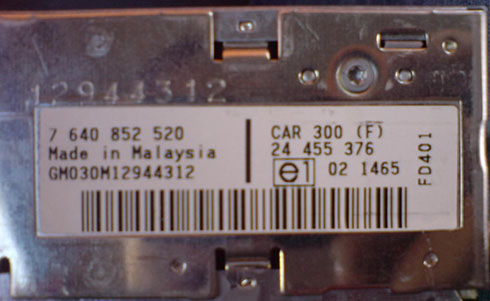 12944312
7 640 852 520
Made in Malaysia
GM030M12944312
CAR 300 (F)
24 455 376
e1 02 1465
FD401